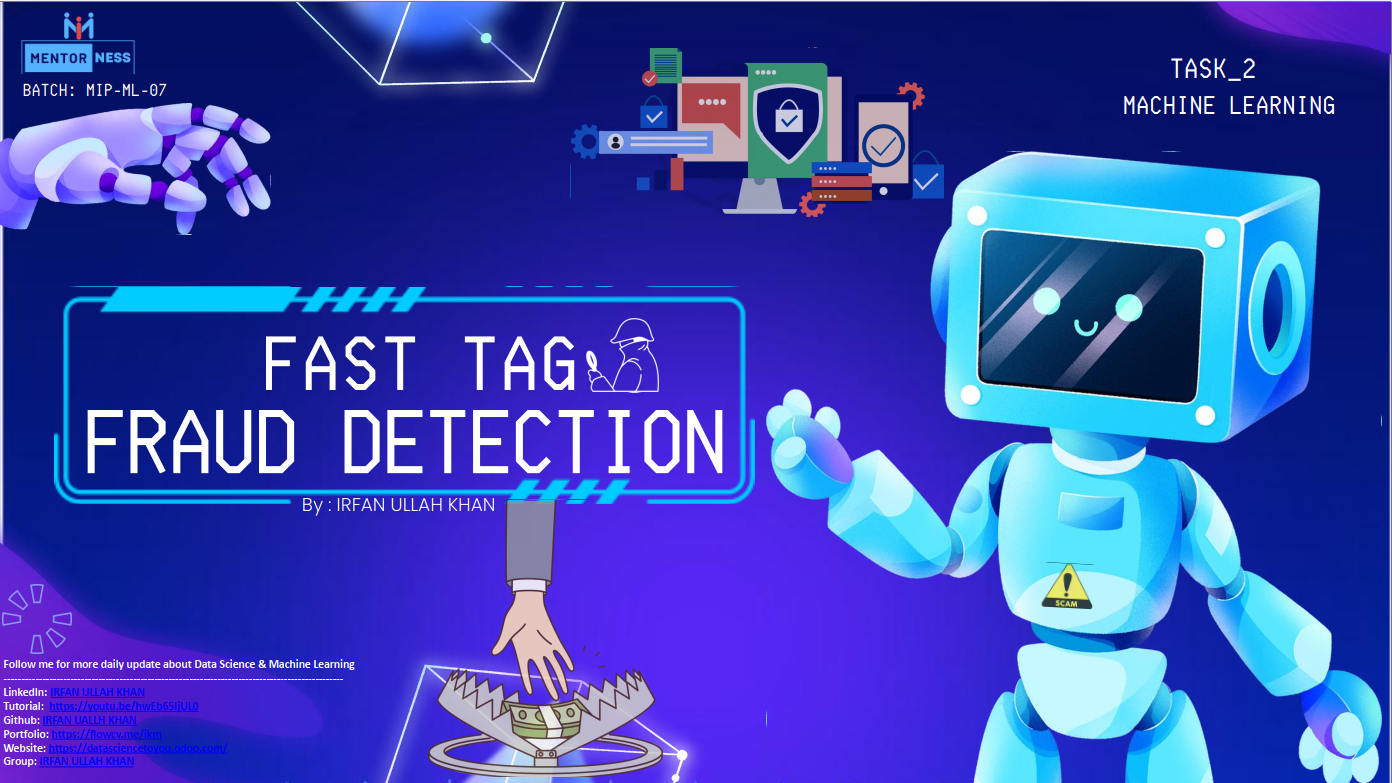 MENTOR NESS
BATCH: MIP-ML-07
TASK_2
MACHINE LEARNING
FAST TAG
FRAUD DETECTION
By : IRFAN ULLAH KHAN
SCAM
Follow me for more daily update about Data Science & Machine Learning
LinkedIn: IRFAN ULLAH KHAN
Tutorial: https://youtu.be/hwEb65IjUL0
Github: IRFAN UALLH KHAN
Portfolio: https://flowcv.me/ikm
Website: https://datasciencetoyou.odoo.com/
Group: IRFAN ULLAH KHAN